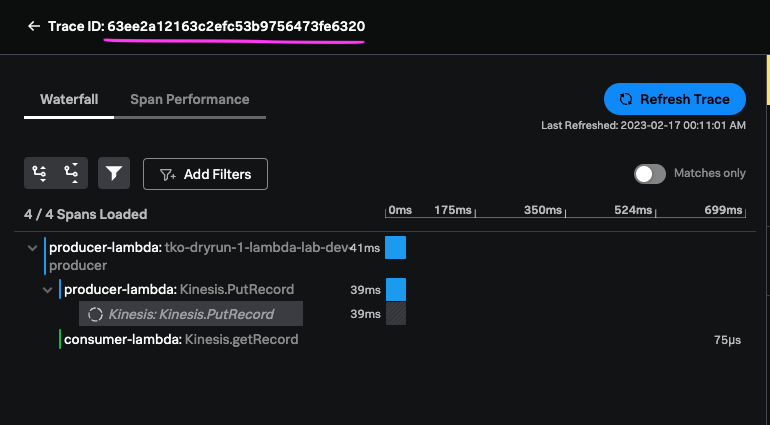 Trace ID: 63ee2a12163c2efc53b9756473fe6320
Waterfall Span Performance
Refresh Trace
Last Refreshed: 2023-02-17 00:11:01 AM
Add Filters
Matches only
4 / 4 Spans Loaded
0ms 175ms 350ms 524ms 699ms
producer-lambda: tko-dryrun-1-lambda-lab-dev-41ms
producer
producer-lambda: Kinesis.PutRecord 39ms
Kinesis: Kinesis.PutRecord 39ms
consumer-lambda: Kinesis.getRecord 75µs